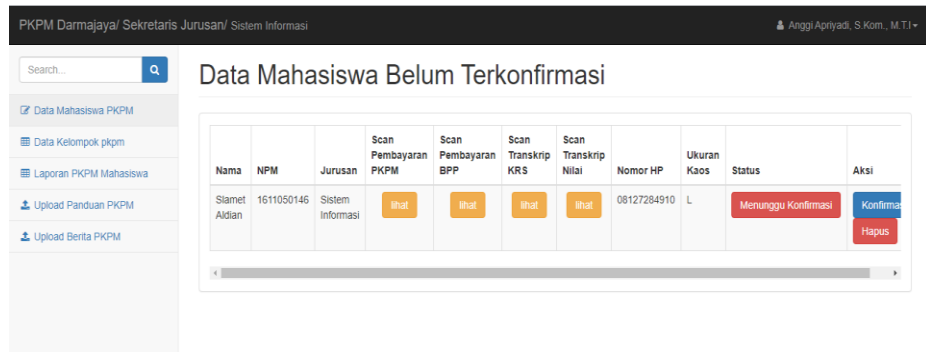 PKPM Darmajaya/ Sekretaris Jurusan/ Sistem Informasi
Anggi Apriyadi, S.Kom., M.T.I
Search...
Data Mahasiswa PKPM
Data Kelompok pkpm
Laporan PKPM Mahasiswa
Upload Panduan PKPM
Upload Berita PKPM
Data Mahasiswa Belum Terkonfirmasi
Nama NPM Jurusan Scan Pembayaran PKPM Scan Pembayaran BPP Scan Transkrip KRS Scan Transkrip Nilai Nomor HP Ukuran Kaos Status Aksi
Slamet Aldian 1611050146 Sistem Informasi lihat lihat lihat lihat 08127284910 L Menunggu Konfirmasi Konfirmas
Hapus